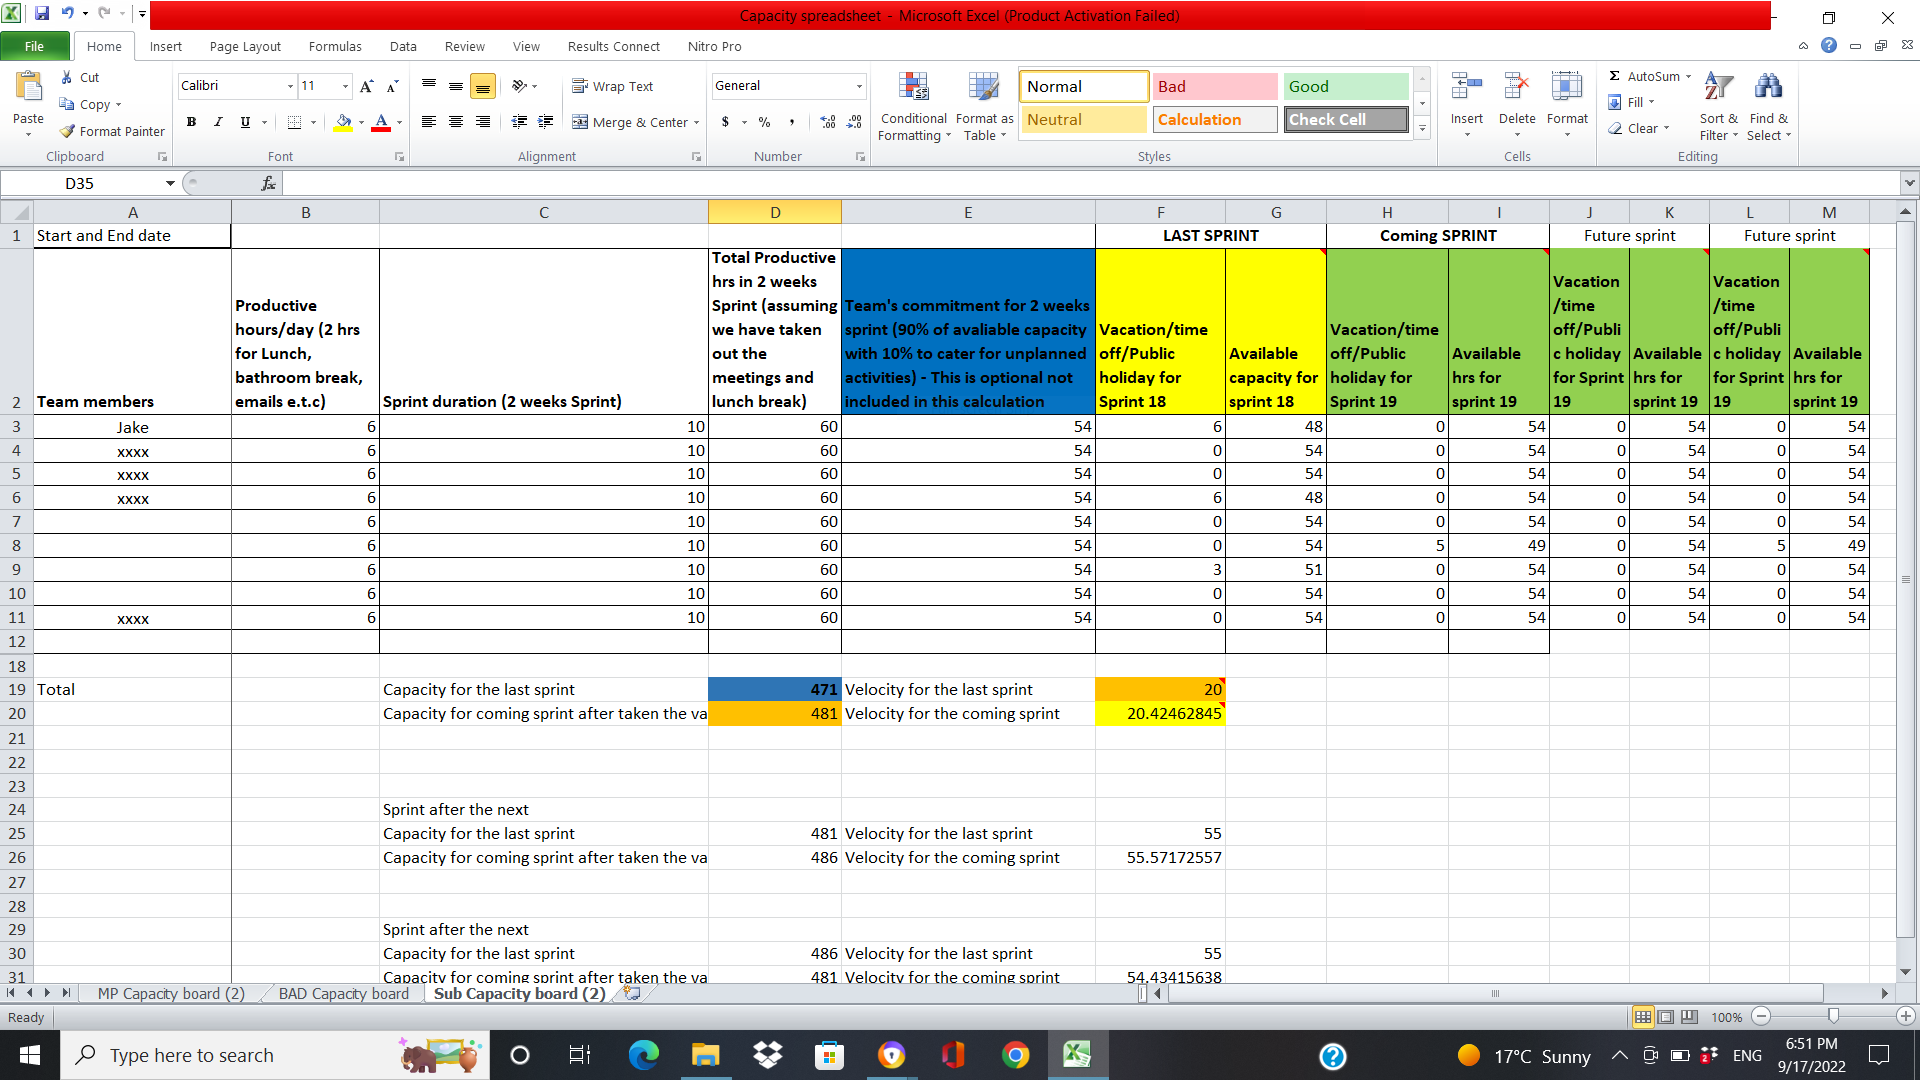 Capacity spreadsheet - Microsoft Excel (Product Activation Failed)
File Home Insert Page Layout Formulas Data Review View Results Connect Nitro Pro
Paste Cut Copy Format Painter Clipboard
Calibri 11 B I U Font
Wrap Text Merge & Center Alignment
General $ % , Number
Conditional Formatting Format as Table
Normal Bad Good
Neutral Calculation Check Cell
Styles
Insert Delete Format Cells
Σ AutoSum Fill Clear Sort & Filter Find & Select Editing
D35 fx
A B C D E F G H I J K L M
1 Start and End date LAST SPRINT Coming SPRINT Future sprint Future sprint
2 Team members
Productive hours/day (2 hrs for Lunch, bathroom break, emails e.t.c)
Sprint duration (2 weeks Sprint)
Total Productive hrs in 2 weeks Sprint (assuming we have taken out the meetings and lunch break)
Team's commitment for 2 weeks sprint (90% of avaliable capacity with 10% to cater for unplanned activities) - This is optional not included in this calculation
Vacation/time off/Public holiday for Sprint 18
Available capacity for sprint 18
Vacation/time off/Public holiday for Sprint 19
Available hrs for sprint 19
Vacation/time off/Public holiday for Sprint 19
Available hrs for sprint 19
Vacation/time off/Public holiday for Sprint 19
Available hrs for sprint 19
3 Jake 6 10 60 54 6 48 0 54 0 54 0 54
4 xxxx 6 10 60 54 0 54 0 54 0 54 0 54
5 xxxx 6 10 60 54 0 54 0 54 0 54 0 54
6 xxxx 6 10 60 54 6 48 0 54 0 54 0 54
7 6 10 60 54 0 54 0 54 0 54 0 54
8 6 10 60 54 0 54 5 49 0 54 5 49
9 6 10 60 54 3 51 0 54 0 54 0 54
10 6 10 60 54 0 54 0 54 0 54 0 54
11 xxxx 6 10 60 54 0 54 0 54 0 54 0 54
12
18
19 Total Capacity for the last sprint 471 Velocity for the last sprint 20
20 Capacity for coming sprint after taken the va 481 Velocity for the coming sprint 20.42462845
21
22
23
24 Sprint after the next
25 Capacity for the last sprint 481 Velocity for the last sprint 55
26 Capacity for coming sprint after taken the va 486 Velocity for the coming sprint 55.57172557
27
28
29 Sprint after the next
30 Capacity for the last sprint 486 Velocity for the last sprint 55
31 Capacity for coming sprint after taken the va 481 Velocity for the coming sprint 54.43415638
MP Capacity board (2) BAD Capacity board Sub Capacity board (2)
Ready 100%
Type here to search 17°C Sunny 2 ENG 6:51 PM
9/17/2022